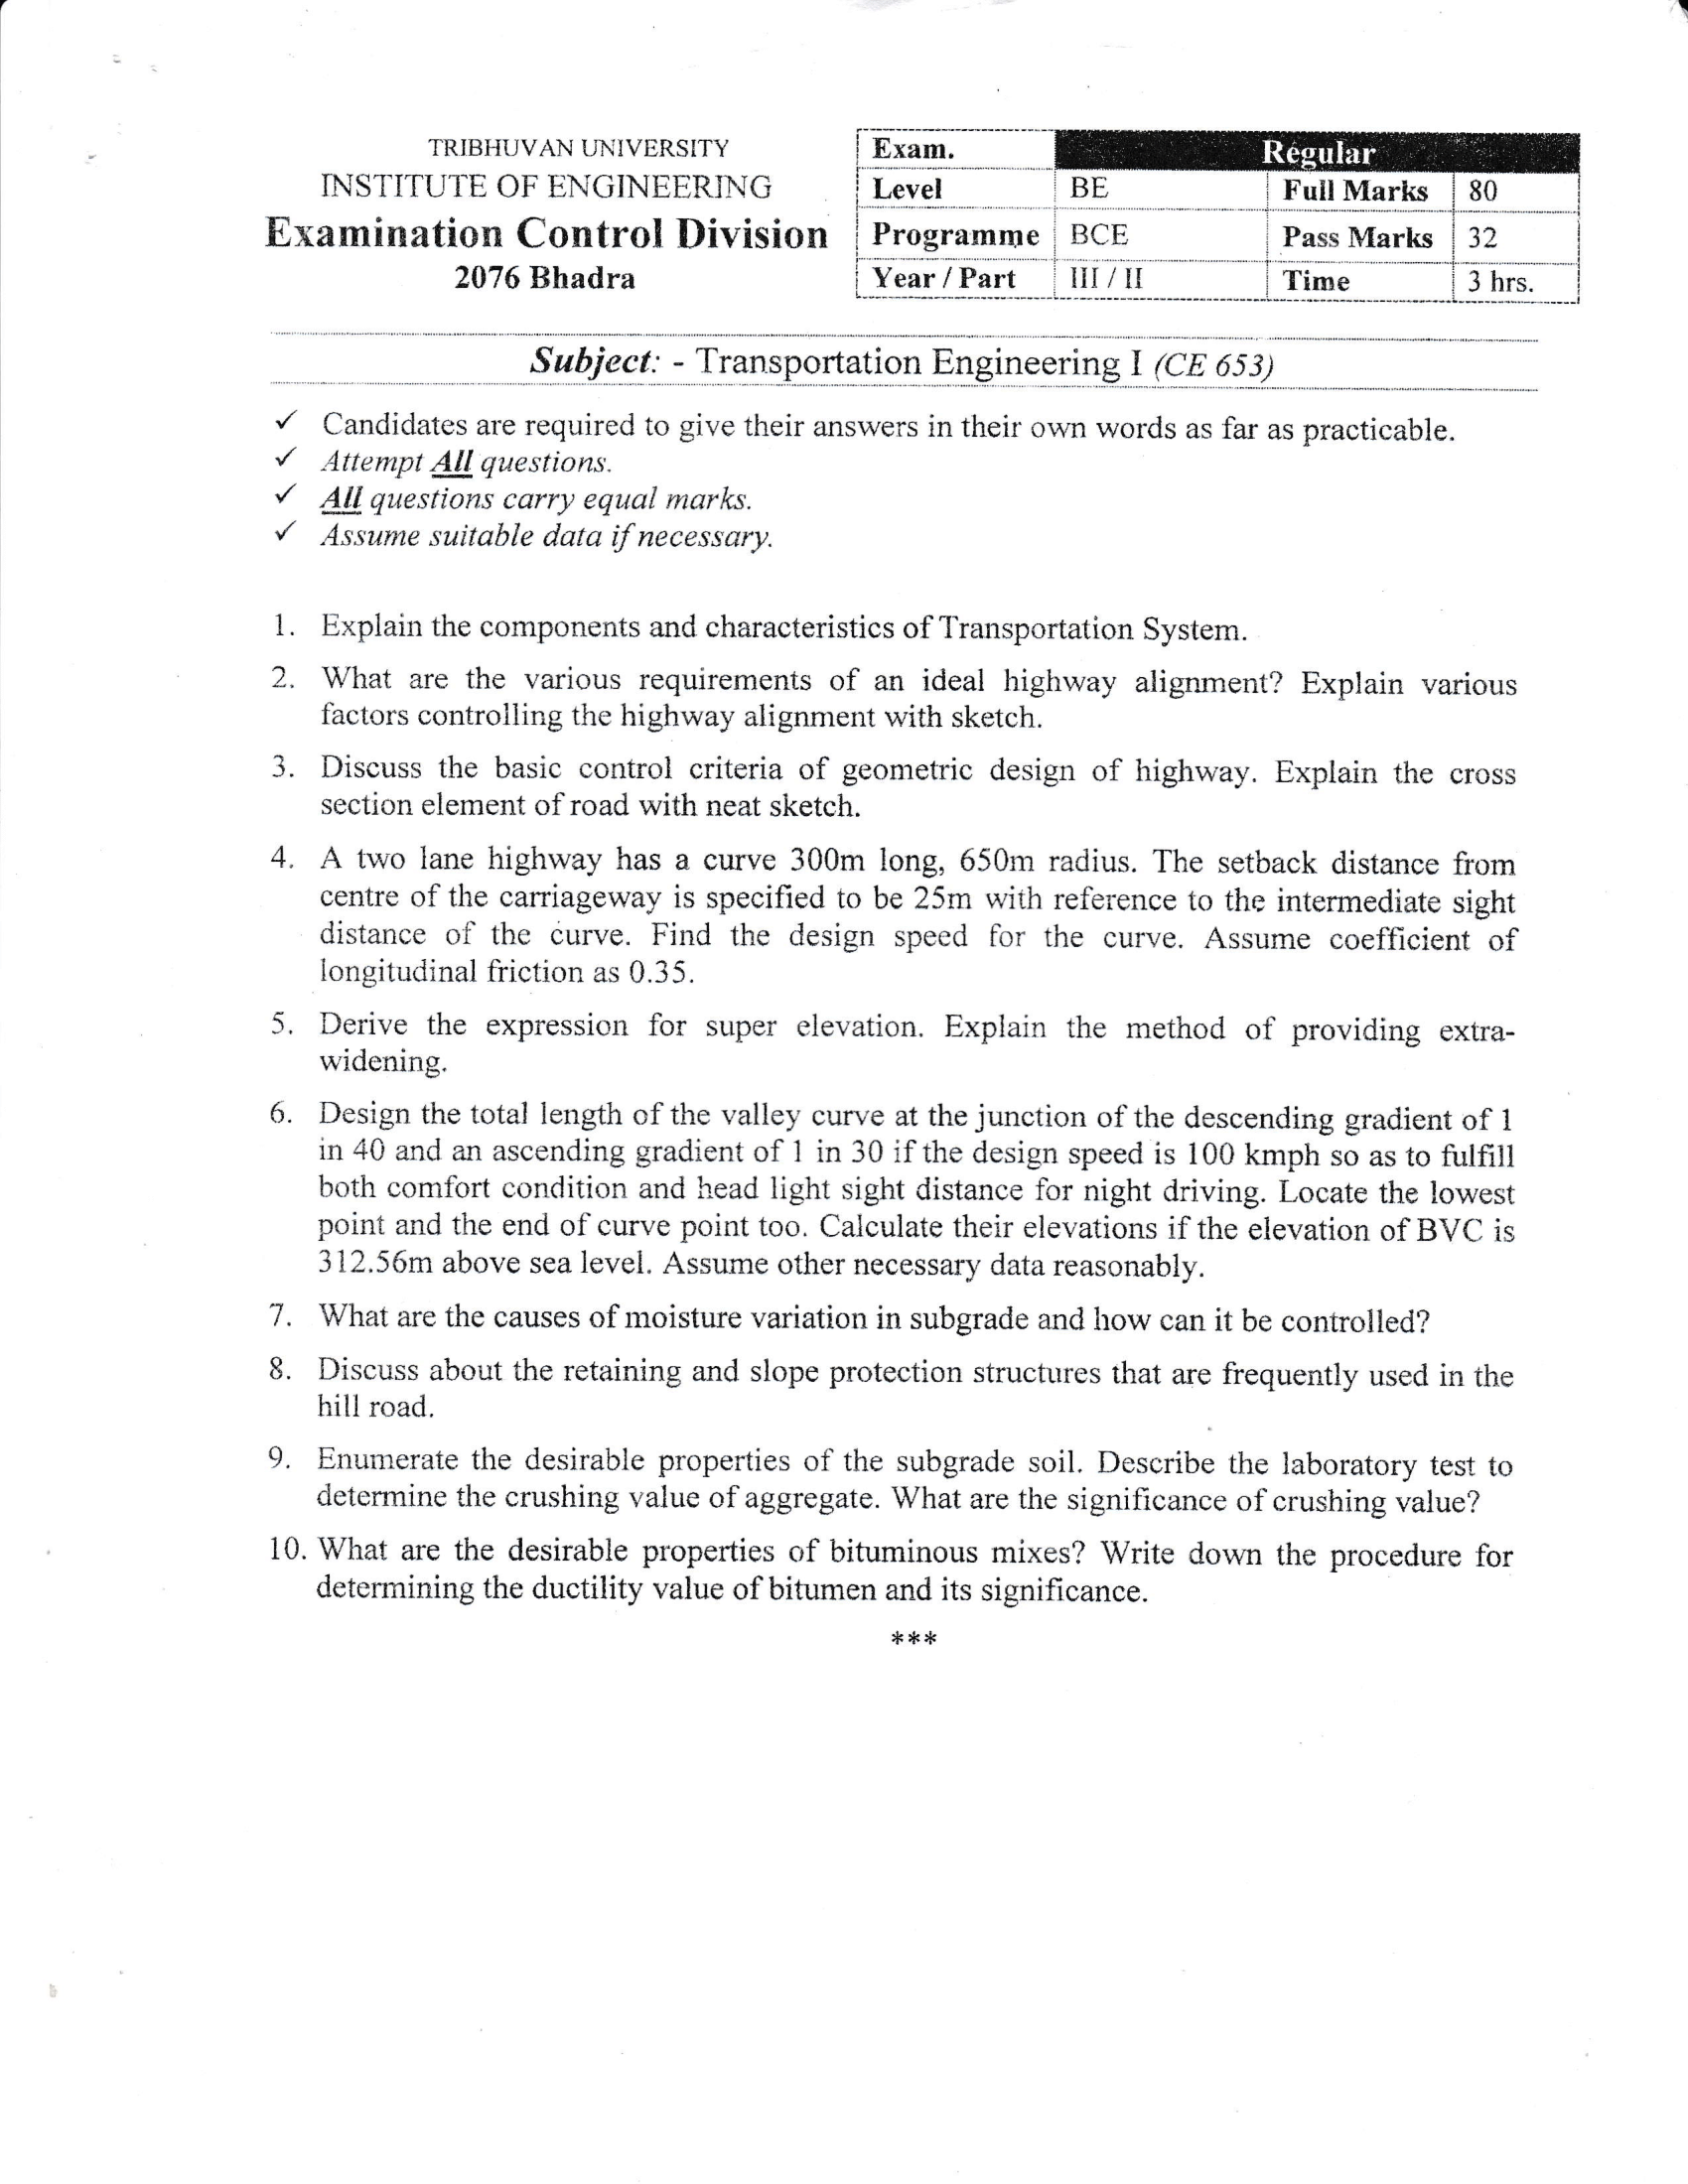 TRIBHUVAN UNIVERSITY
INSTITUTE OF ENGINEERING
Examination Control Division
2076 Bhadra
Exam. Regular
Level BE Full Marks 80
Programme BCE Pass Marks 32
Year / Part III / II Time 3 hrs.
Subject: - Transportation Engineering I (CE 653)
✓ Candidates are required to give their answers in their own words as far as practicable.
✓ Attempt All questions.
✓ All questions carry equal marks.
✓ Assume suitable data if necessary.
1. Explain the components and characteristics of Transportation System.
2. What are the various requirements of an ideal highway alignment? Explain various
factors controlling the highway alignment with sketch.
3. Discuss the basic control criteria of geometric design of highway. Explain the cross
section element of road with neat sketch.
4. A two lane highway has a curve 300m long, 650m radius. The setback distance from
centre of the carriageway is specified to be 25m with reference to the intermediate sight
distance of the curve. Find the design speed for the curve. Assume coefficient of
longitudinal friction as 0.35.
5. Derive the expression for super elevation. Explain the method of providing extra-
widening.
6. Design the total length of the valley curve at the junction of the descending gradient of 1
in 40 and an ascending gradient of 1 in 30 if the design speed is 100 kmph so as to fulfill
both comfort condition and head light sight distance for night driving. Locate the lowest
point and the end of curve point too. Calculate their elevations if the elevation of BVC is
312.56m above sea level. Assume other necessary data reasonably.
7. What are the causes of moisture variation in subgrade and how can it be controlled?
8. Discuss about the retaining and slope protection structures that are frequently used in the
hill road.
9. Enumerate the desirable properties of the subgrade soil. Describe the laboratory test to
determine the crushing value of aggregate. What are the significance of crushing value?
10. What are the desirable properties of bituminous mixes? Write down the procedure for
determining the ductility value of bitumen and its significance.
***